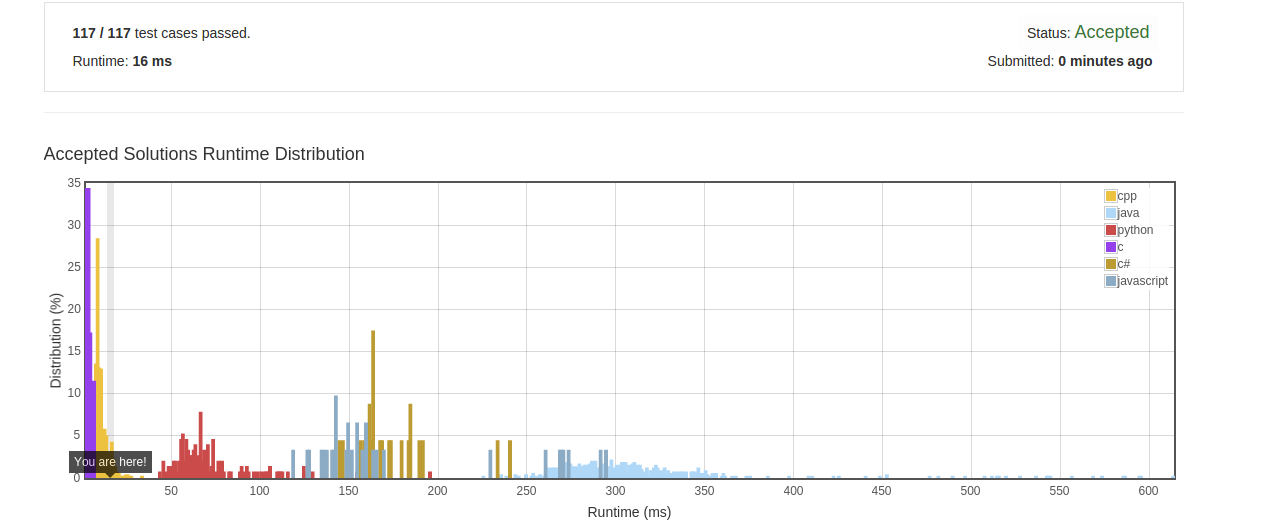 117 / 117 test cases passed.
Status: Accepted
Runtime: 16 ms
Submitted: 0 minutes ago
Accepted Solutions Runtime Distribution
35
30
25
20
15
10
5
0
Distribution (%)
cpp
java
python
c
c#
javascript
You are here!
50
100
150
200
250
300
350
400
450
500
550
600
Runtime (ms)